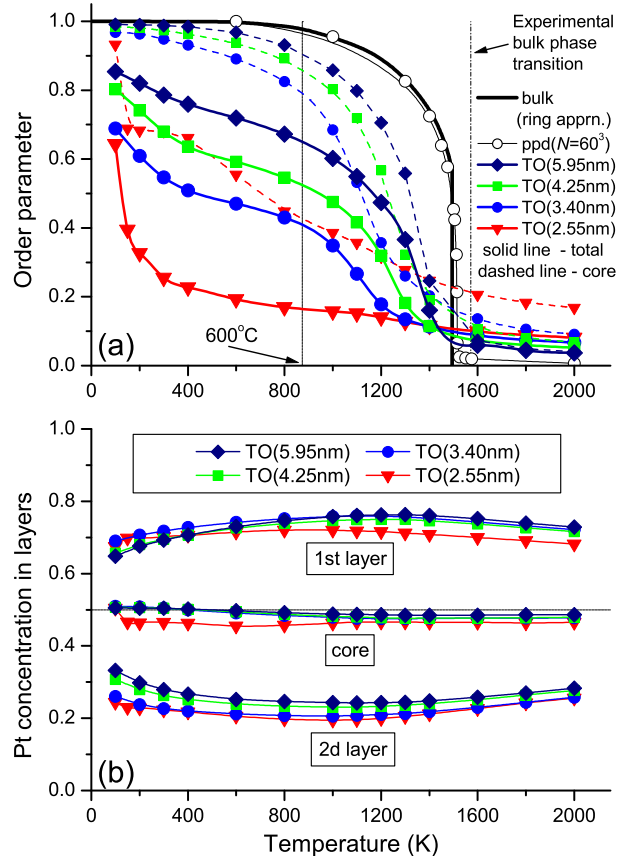 1.0
0.8
0.6
0.4
0.2
0.0
Order parameter
Experimental
bulk phase
transition
bulk
(ring apprn.)
ppd(N=60³)
TO(5.95nm)
TO(4.25nm)
TO(3.40nm)
TO(2.55nm)
solid line - total
dashed line - core
600°C
(a)
0 400 800 1200 1600 2000
1.0
0.8
0.6
0.4
0.2
0.0
Pt concentration in layers
TO(5.95nm) TO(3.40nm)
TO(4.25nm) TO(2.55nm)
1st layer
core
2d layer
(b)
0 400 800 1200 1600 2000
Temperature (K)